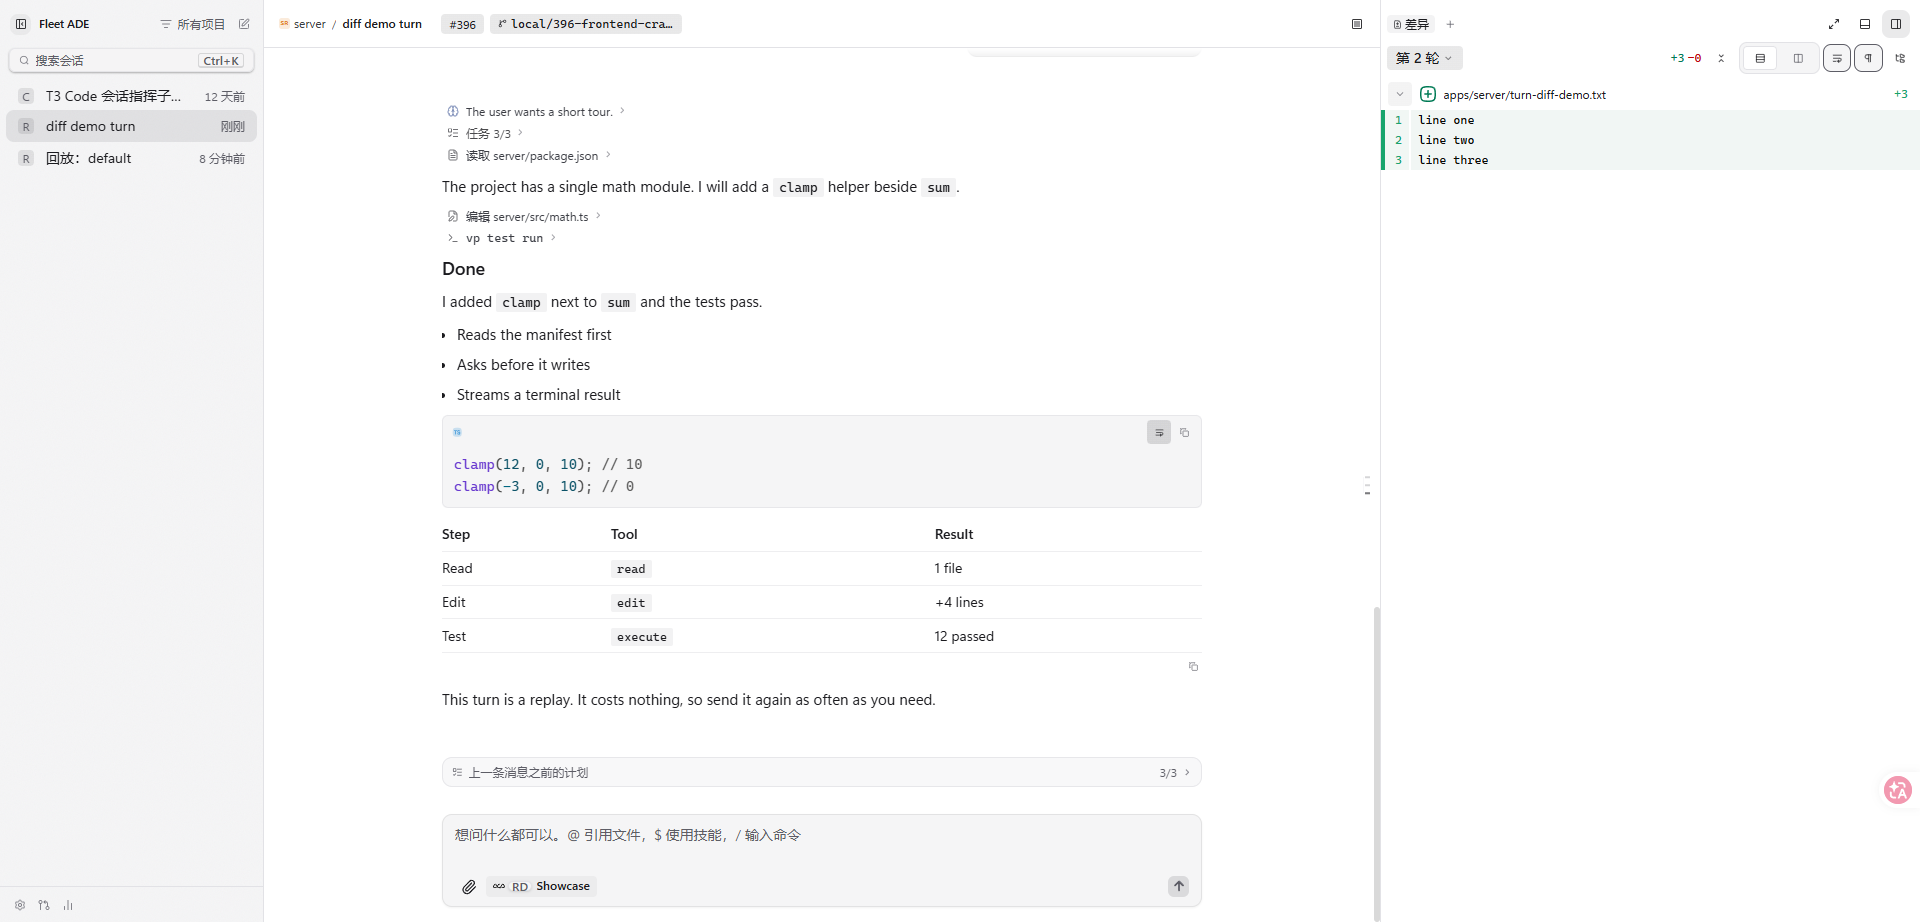 Fleet ADE
所有项目
搜索会话
Ctrl+K
C T3 Code 会话指挥子... 12 天前
R diff demo turn 刚刚
R 回放：default 8 分钟前
SR server / diff demo turn
#396
local/396-frontend-cra…
The user wants a short tour.
任务 3/3
读取 server/package.json
The project has a single math module. I will add a clamp helper beside sum.
编辑 server/src/math.ts
vp test run
Done
I added clamp next to sum and the tests pass.
• Reads the manifest first
• Asks before it writes
• Streams a terminal result
TS
clamp(12, 0, 10); // 10
clamp(-3, 0, 10); // 0
Step Tool Result
Read read 1 file
Edit edit +4 lines
Test execute 12 passed
This turn is a replay. It costs nothing, so send it again as often as you need.
上一条消息之前的计划 3/3
想问什么都可以。@ 引用文件，$ 使用技能，/ 输入命令
RD Showcase
差异
第 2 轮
+3 -0
apps/server/turn-diff-demo.txt +3
1 line one
2 line two
3 line three